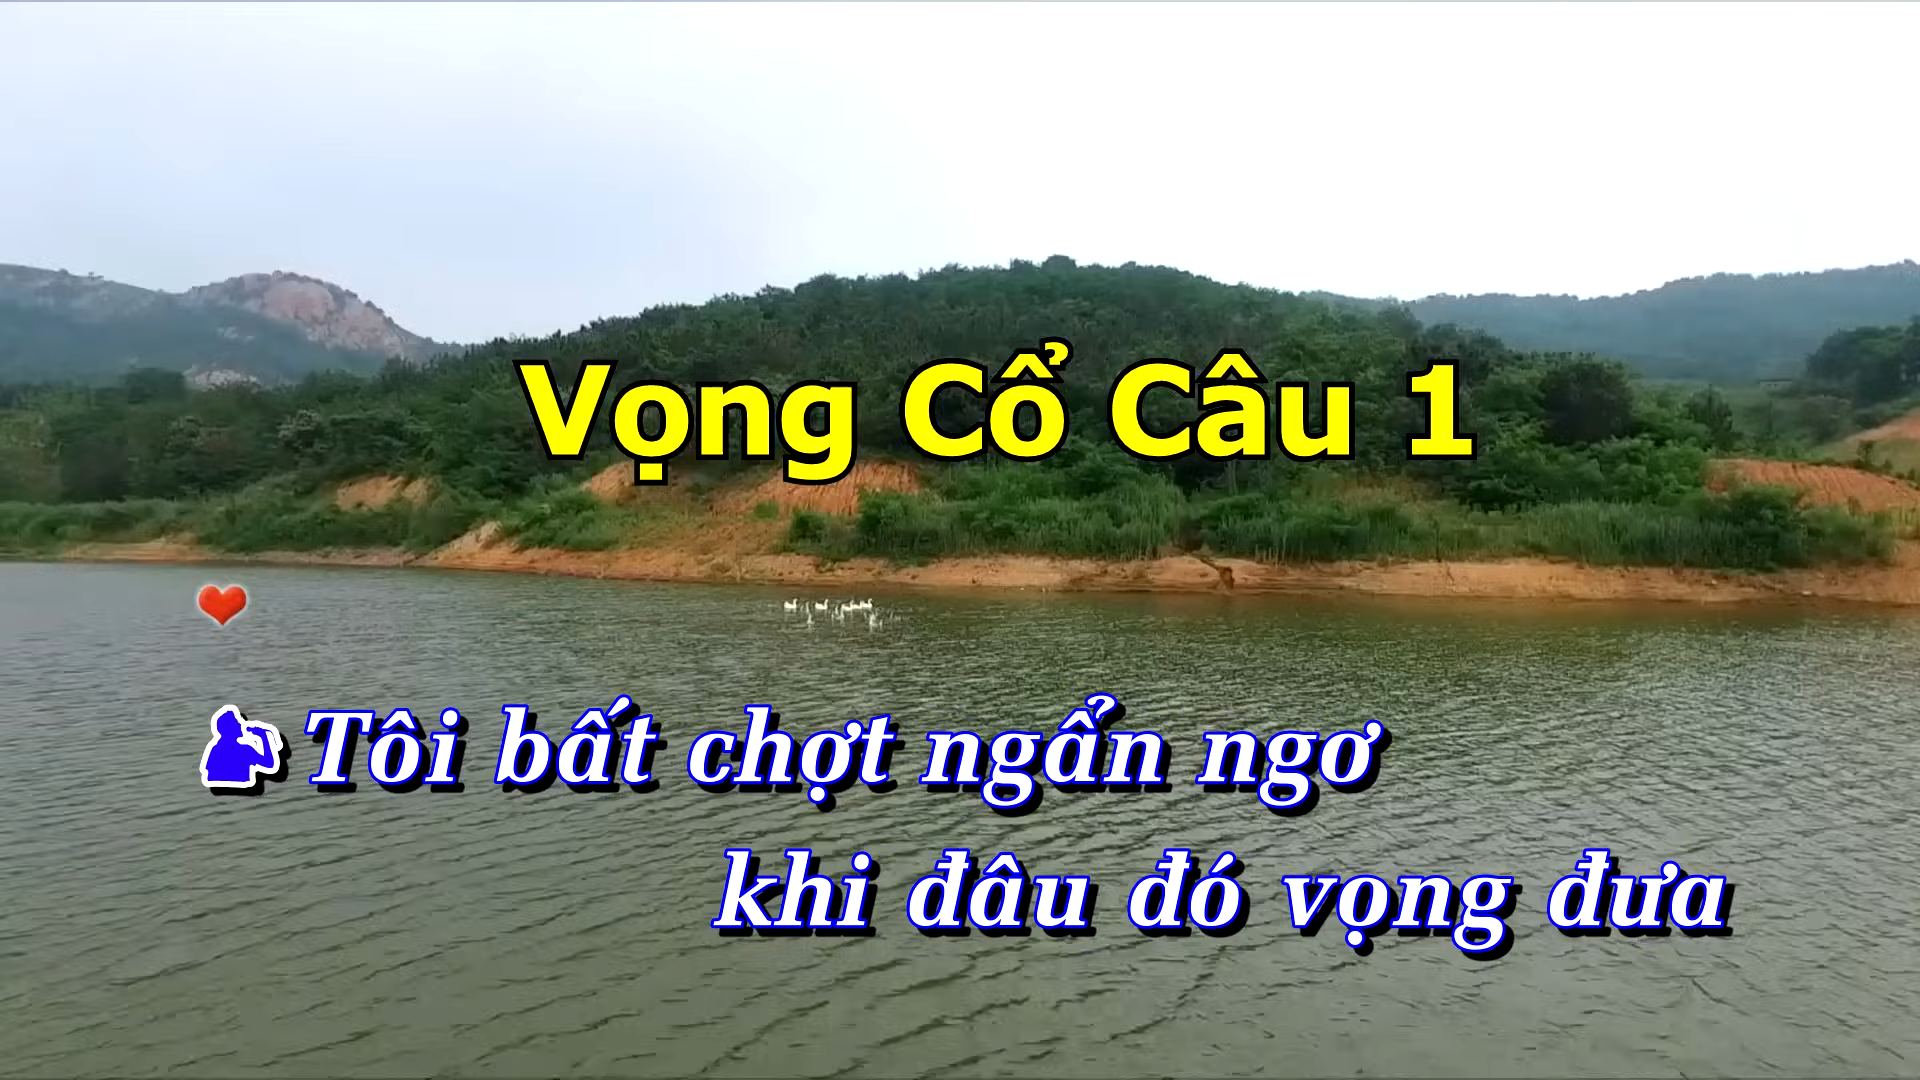 Vọng Cổ Câu 1
Tôi bất chợt ngẩn ngơ
khi đâu đó vọng đưa